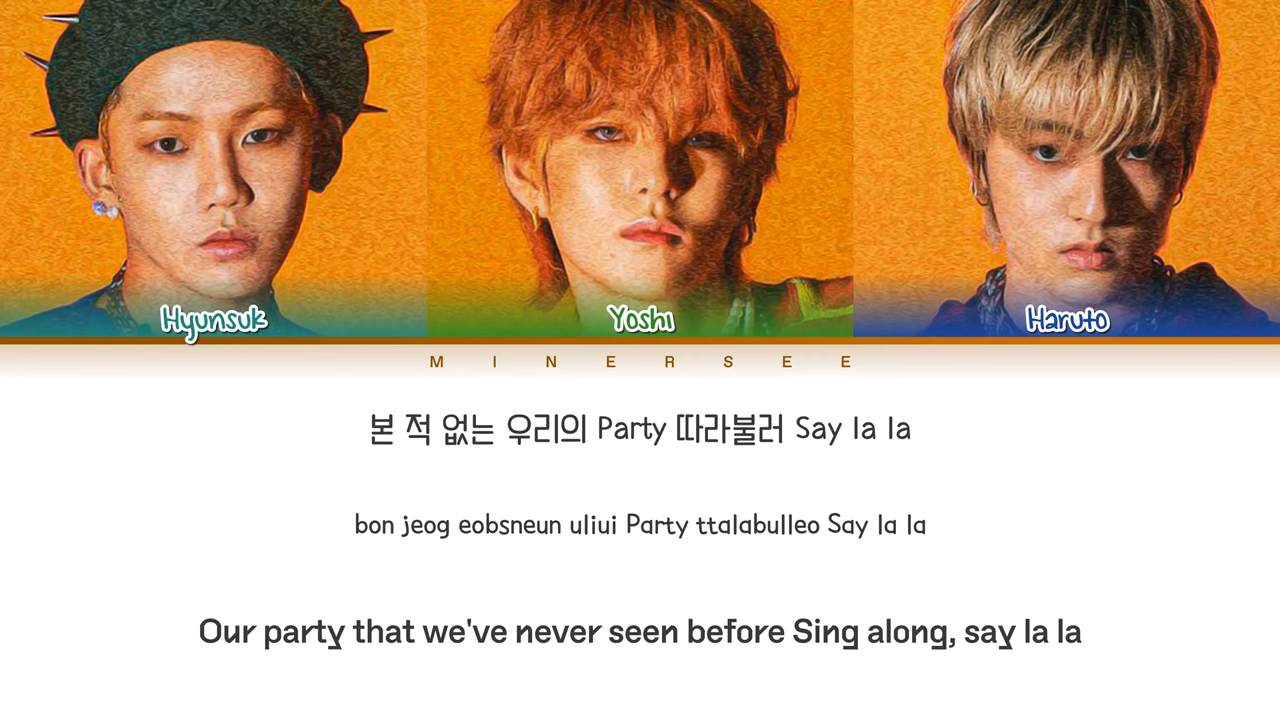 Hyunsuk
Yoshi
Haruto
MINERSEE
본 적 없는 우리의 Party 따라불러 Say la la
bon jeog eobsneun uliui Party ttalabulleo Say la la
Our party that we've never seen before Sing along, say la la